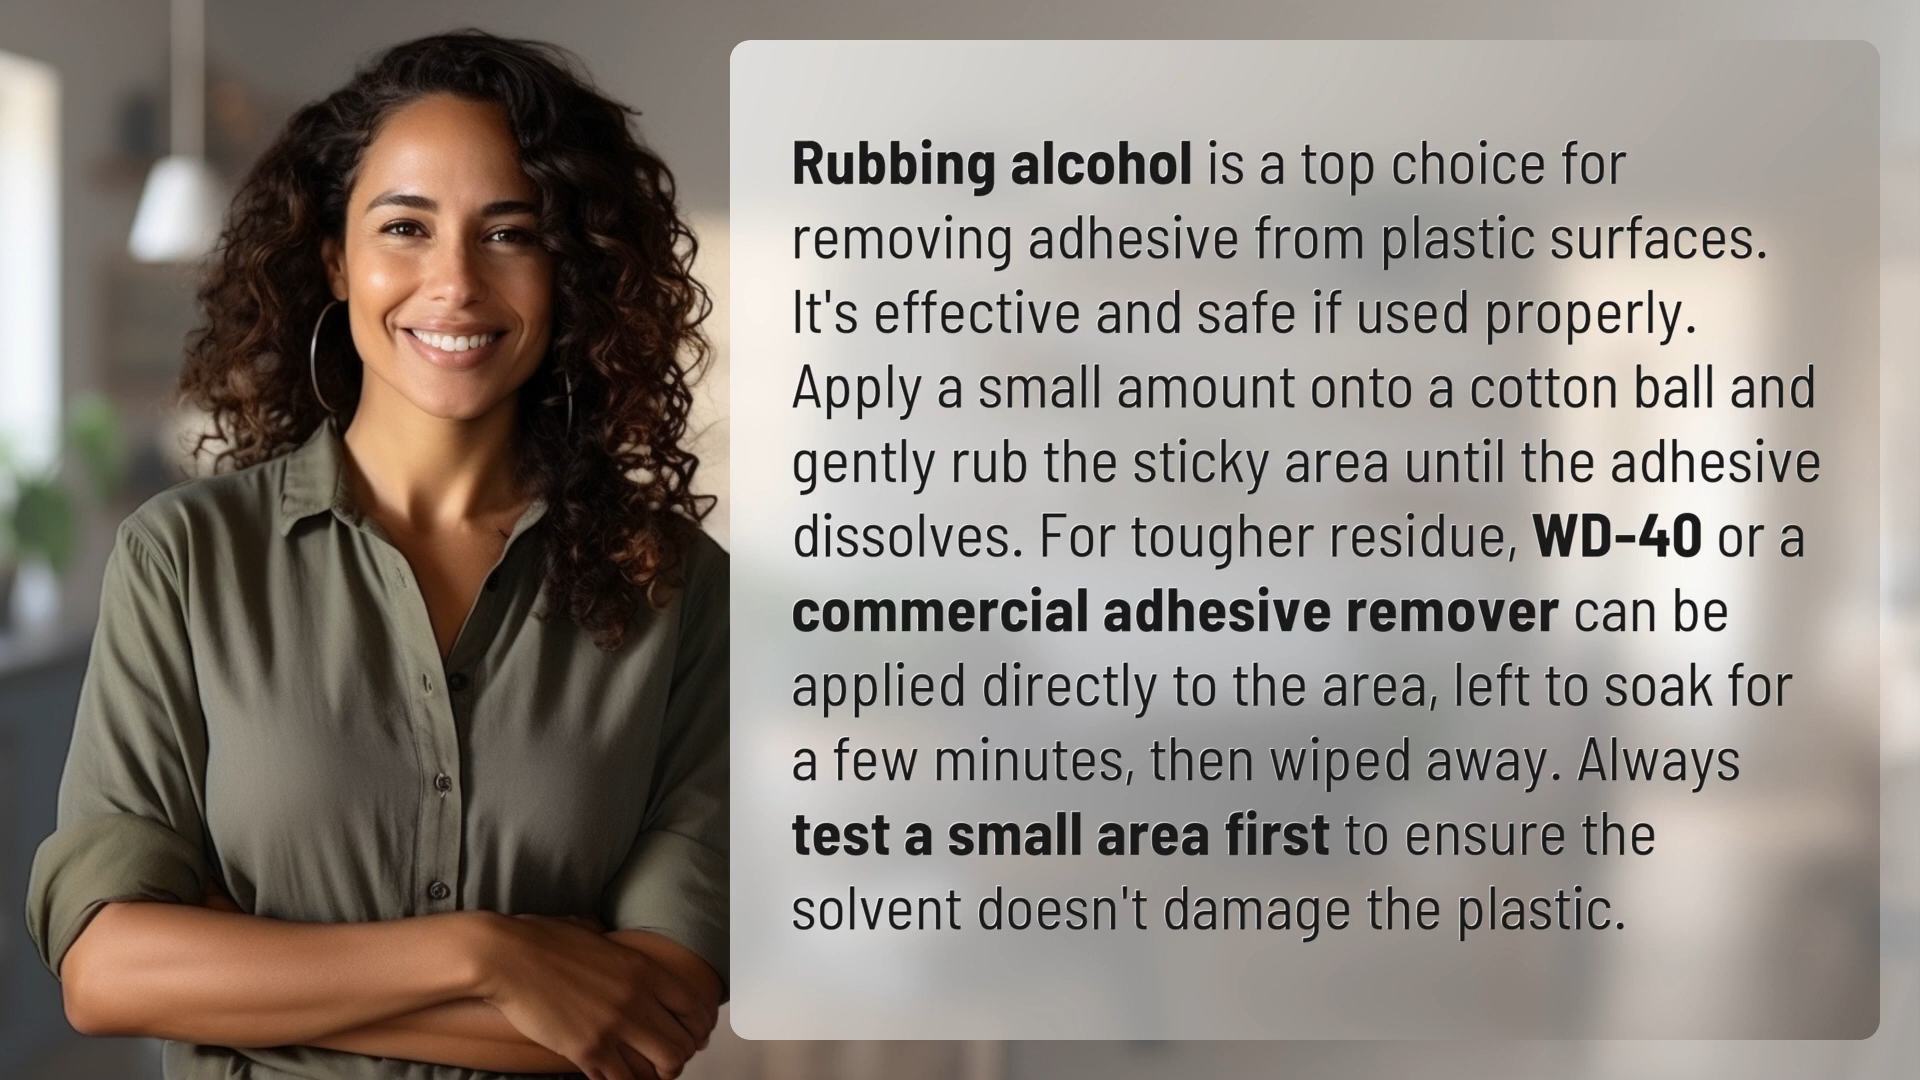 Rubbing alcohol is a top choice for
removing adhesive from plastic surfaces.
It's effective and safe if used properly.
Apply a small amount onto a cotton ball and
gently rub the sticky area until the adhesive
dissolves. For tougher residue, WD-40 or a
commercial adhesive remover can be
applied directly to the area, left to soak for
a few minutes, then wiped away. Always
test a small area first to ensure the
solvent doesn't damage the plastic.